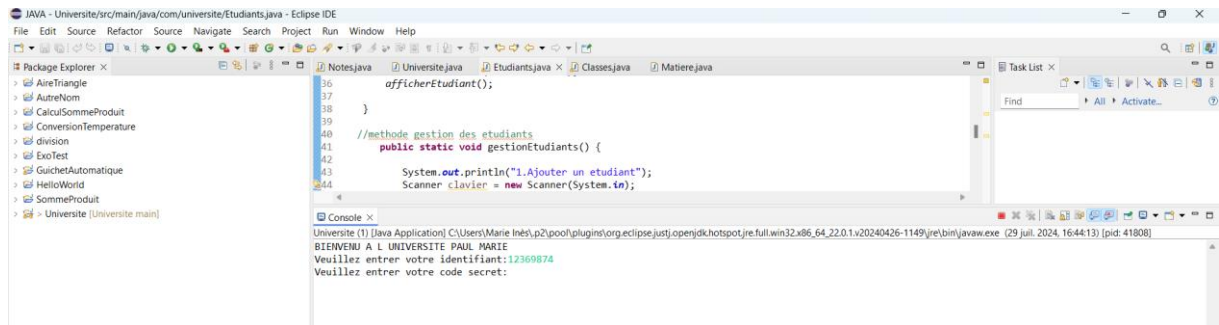 JAVA - Universite/src/main/java/com/universite/Etudiants.java - Eclipse IDE
File Edit Source Refactor Source Navigate Search Project Run Window Help
Package Explorer
AireTriangle
AutreNom
CalculSommeProduit
ConversionTemperature
division
ExoTest
GuichetAutomatique
HelloWorld
SommeProduit
> Universite [Universite main]
Notes.java Universite.java Etudiants.java Classes.java Matiere.java
36 afficherEtudiant();
37
38 }
39
40 //methode gestion des etudiants
41 public static void gestionEtudiants() {
42
43 System.out.println("1.Ajouter un etudiant");
44 Scanner clavier = new Scanner(System.in);
Task List
Find All Activate...
Console
Universite (1) [Java Application] C:\Users\Marie Inès\.p2\pool\plugins\org.eclipse.justj.openjdk.hotspot.jre.full.win32.x86_64_22.0.1.v20240426-1149\jre\bin\javaw.exe (29 juil. 2024, 16:44:13) [pid: 41808]
BIENVENU A L UNIVERSITE PAUL MARIE
Veuillez entrer votre identifiant:12369874
Veuillez entrer votre code secret: